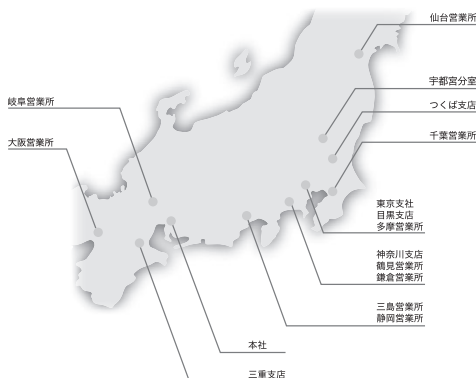 仙台営業所
宇都宮分室
つくば支店
千葉営業所
岐阜営業所
大阪営業所
東京支社
目黒支店
多摩営業所
神奈川支店
鶴見営業所
鎌倉営業所
三島営業所
静岡営業所
本社
三重支店